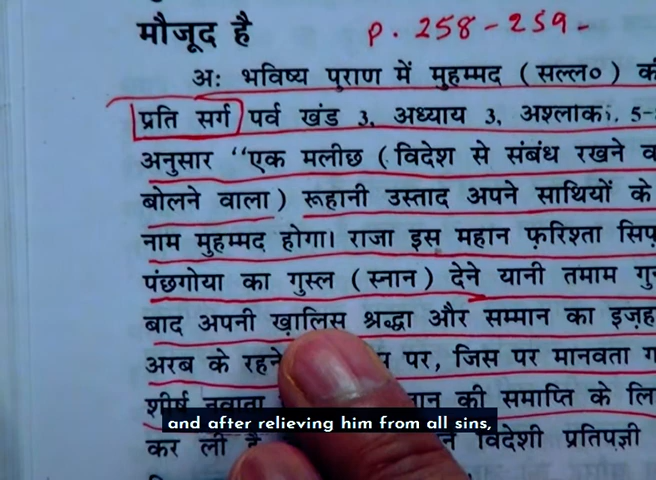 मौजूद है
p. 258-259-
अः भविष्य पुराण में मुहम्मद (सल्ल०)
प्रति सर्ग पर्व खंड 3, अध्याय 3, अश्लाक
अनुसार “एक मलीछ (विदेश से संबंध रखने
बोलने वाला) रूहानी उस्ताद अपने साथियों के
नाम मुहम्मद होगा। राजा इस महान फ़रिश्ता
पंछगोया का गुस्ल (स्नान) देने यानी तमाम
बाद अपनी ख़ालिस श्रद्धा और सम्मान का
अरब के रहने पर, जिस पर मानवता
शीर्ष की समाप्ति के
and after relieving him from all sins,
कर ली विदेशी प्रतिपज्ञी